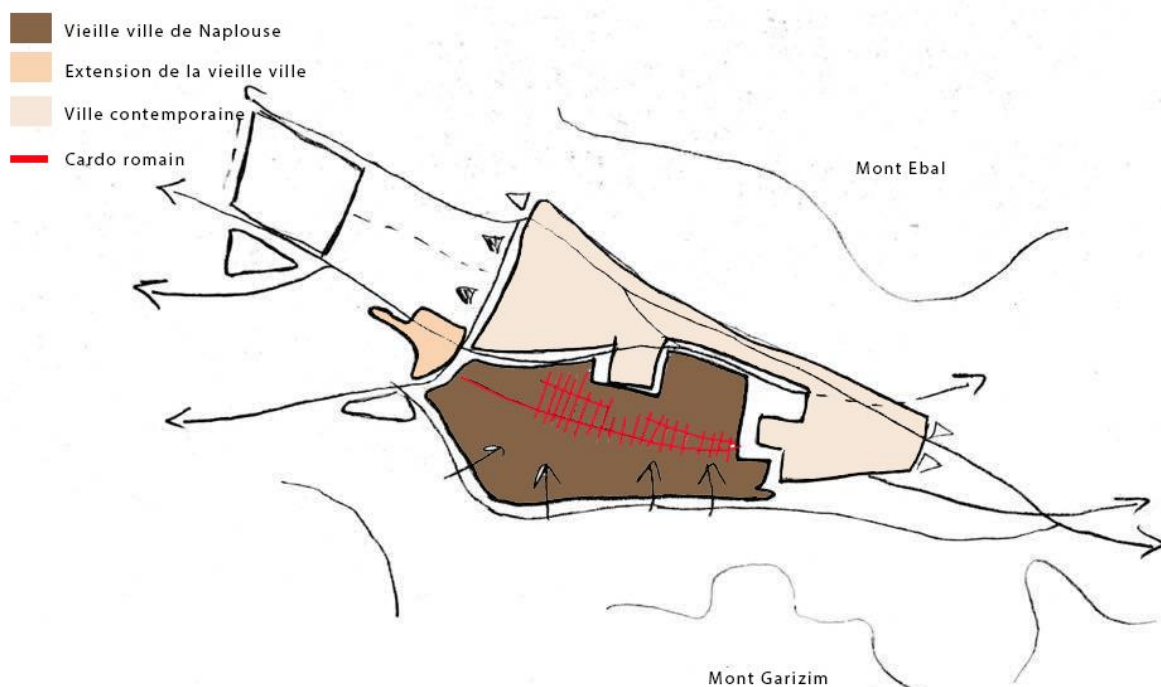 Vieille ville de Naplouse
Extension de la vieille ville
Ville contemporaine
Cardo romain
Mont Ebal
Mont Garizim